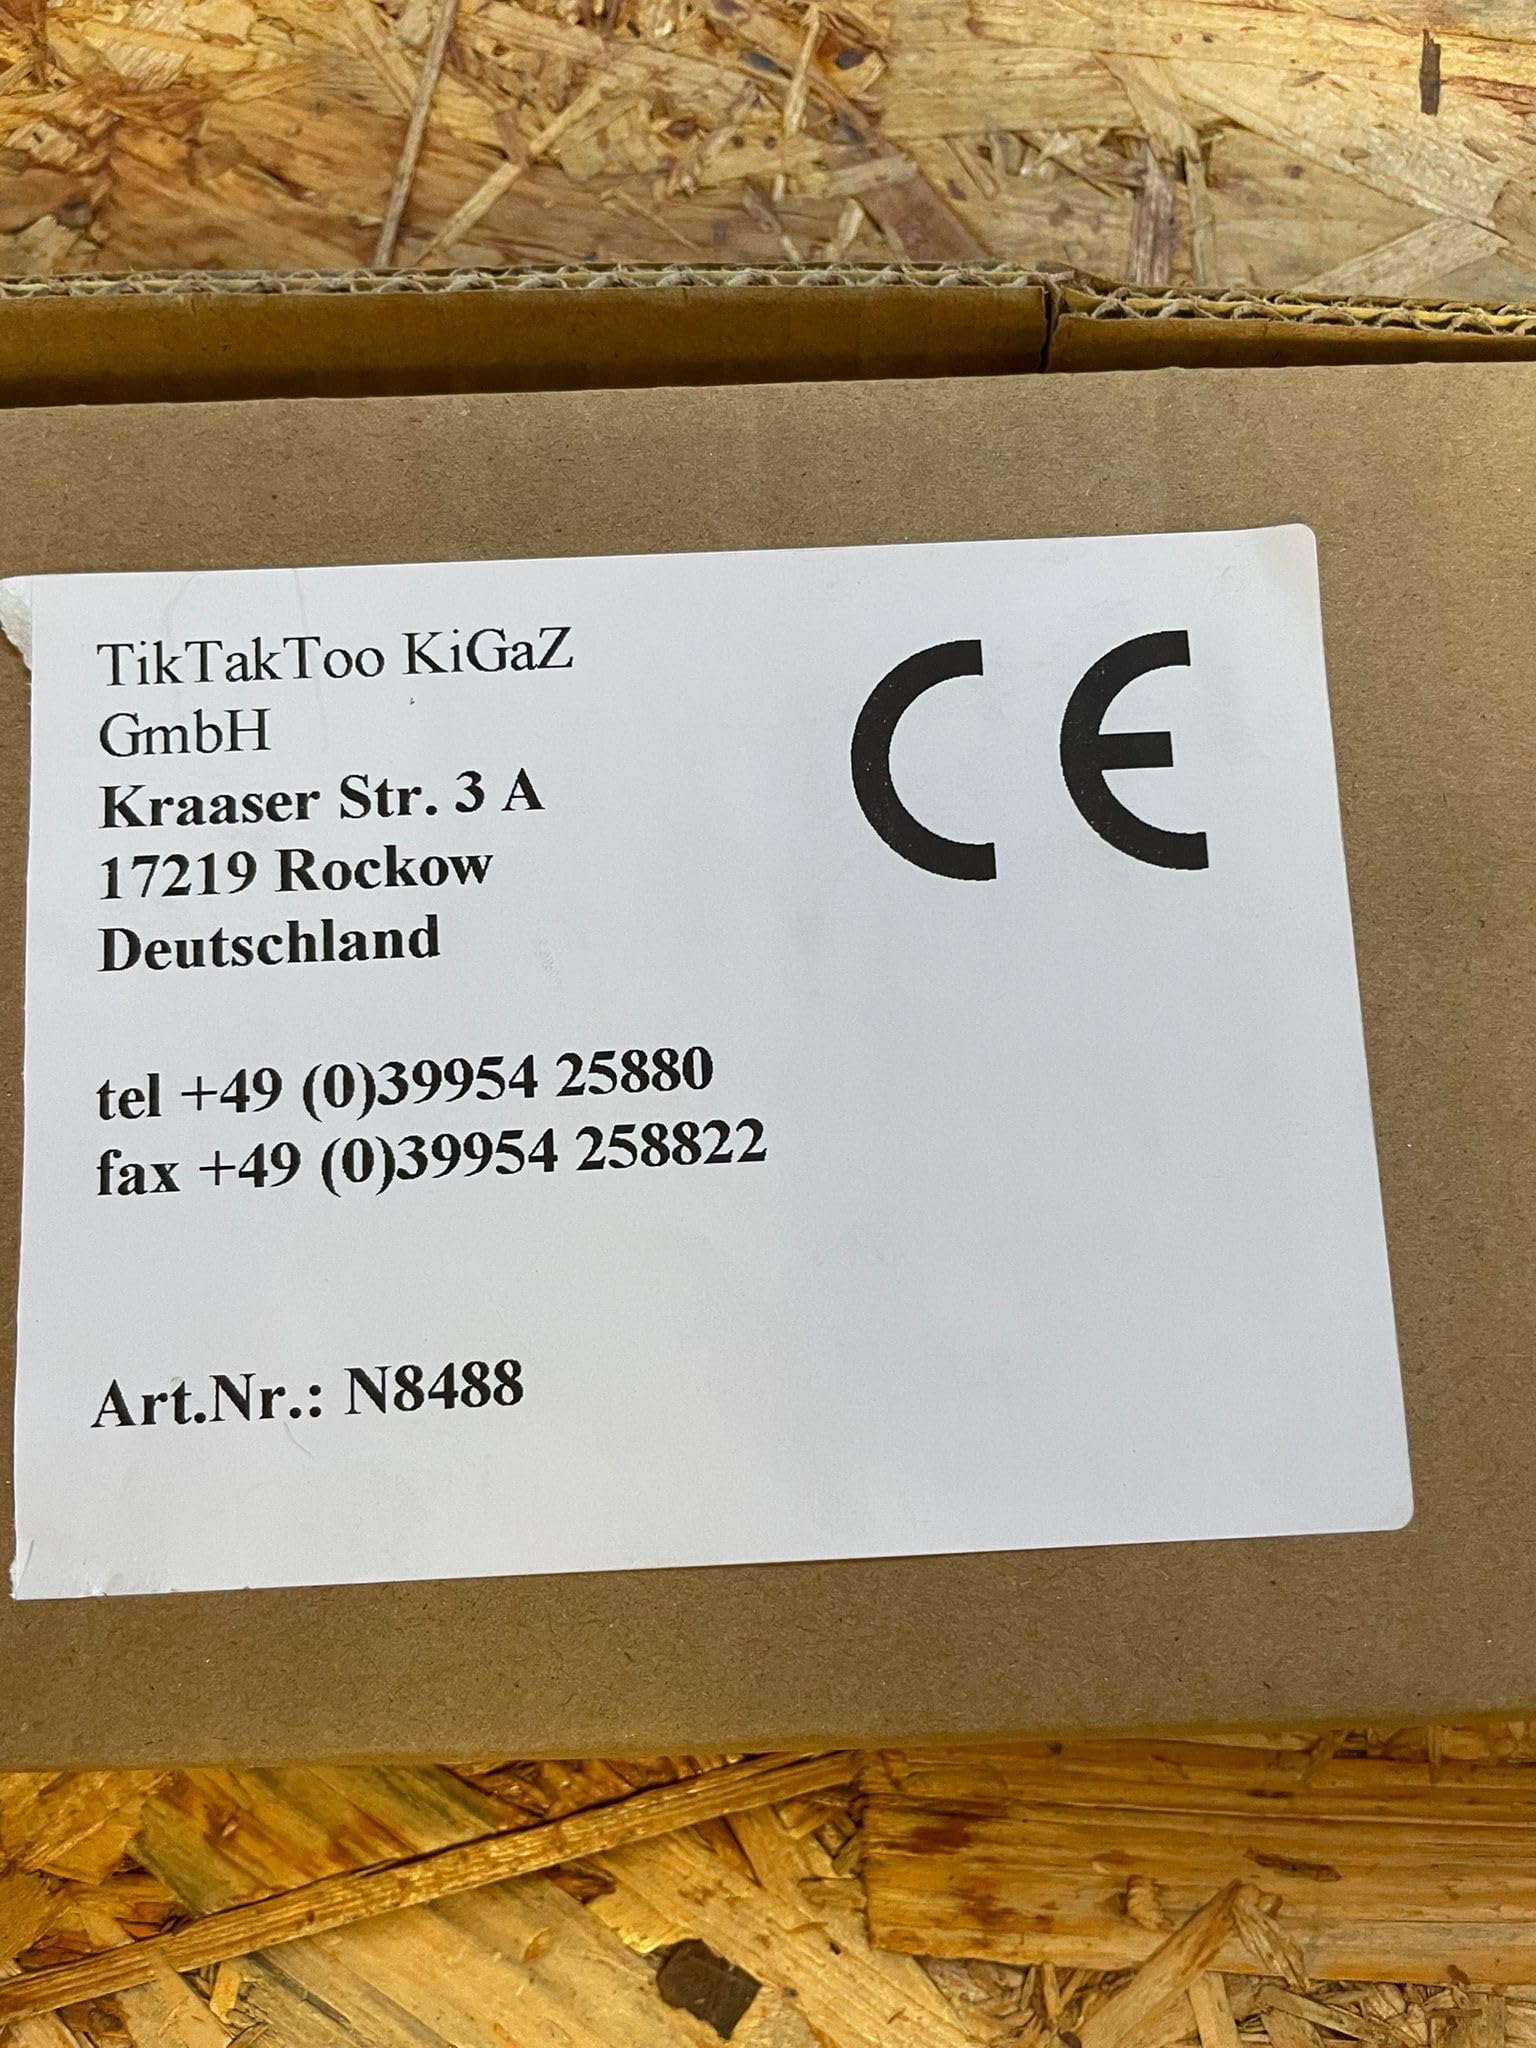 TikTakToo KiGaZ
GmbH
Kraaser Str. 3 A
17219 Rockow
Deutschland
tel +49 (0)39954 25880
fax +49 (0)39954 258822
Art.Nr.: N8488
CE